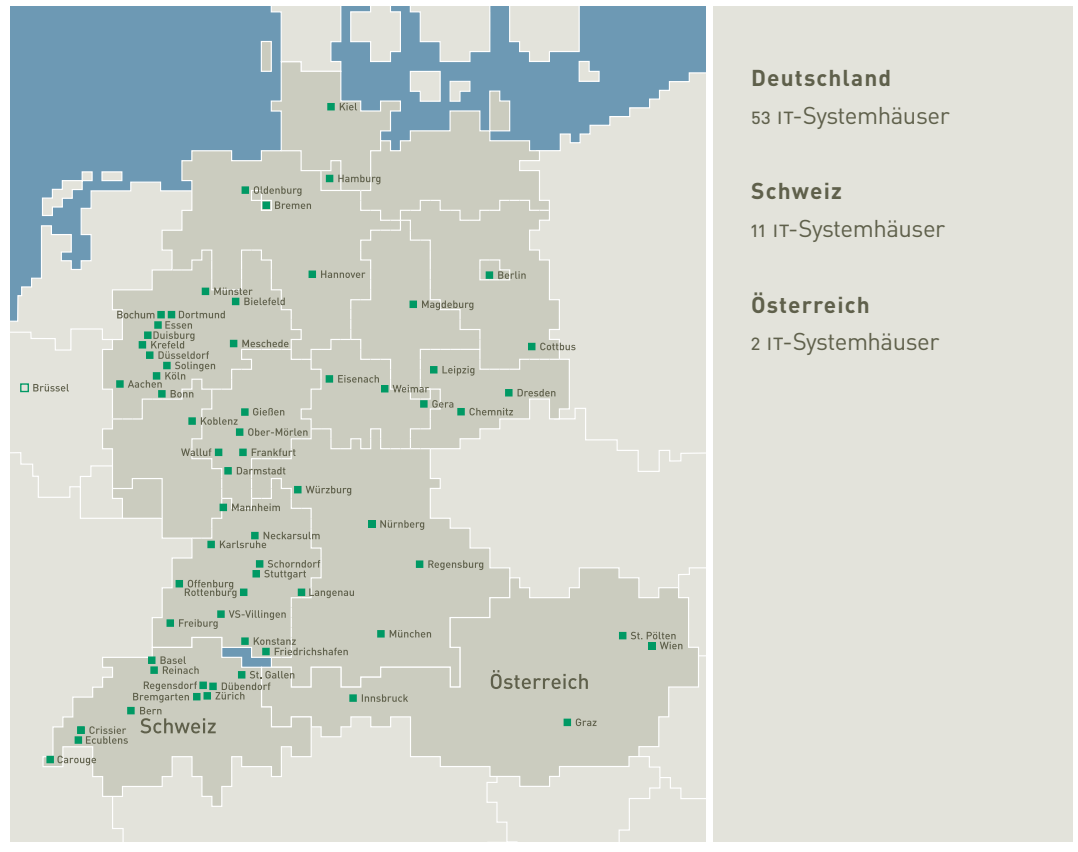 Kiel
Hamburg
Oldenburg
Bremen
Hannover
Berlin
Münster
Bielefeld
Magdeburg
Bochum
Dortmund
Essen
Duisburg
Krefeld
Meschede
Cottbus
Düsseldorf
Solingen
Leipzig
Köln
Eisenach
Brüssel
Aachen
Weimar
Bonn
Dresden
Gera
Gießen
Chemnitz
Koblenz
Ober-Mörlen
Walluf
Frankfurt
Darmstadt
Würzburg
Mannheim
Nürnberg
Neckarsulm
Karlsruhe
Schorndorf
Regensburg
Stuttgart
Offenburg
Rottenburg
Langenau
VS-Villingen
Freiburg
München
St. Pölten
Konstanz
Wien
Friedrichshafen
Basel
Reinach
St. Gallen
Österreich
Regensdorf
Dübendorf
Bremgarten
Zürich
Innsbruck
Bern
Schweiz
Graz
Crissier
Ecublens
Carouge
Deutschland
53 IT-Systemhäuser
Schweiz
11 IT-Systemhäuser
Österreich
2 IT-Systemhäuser